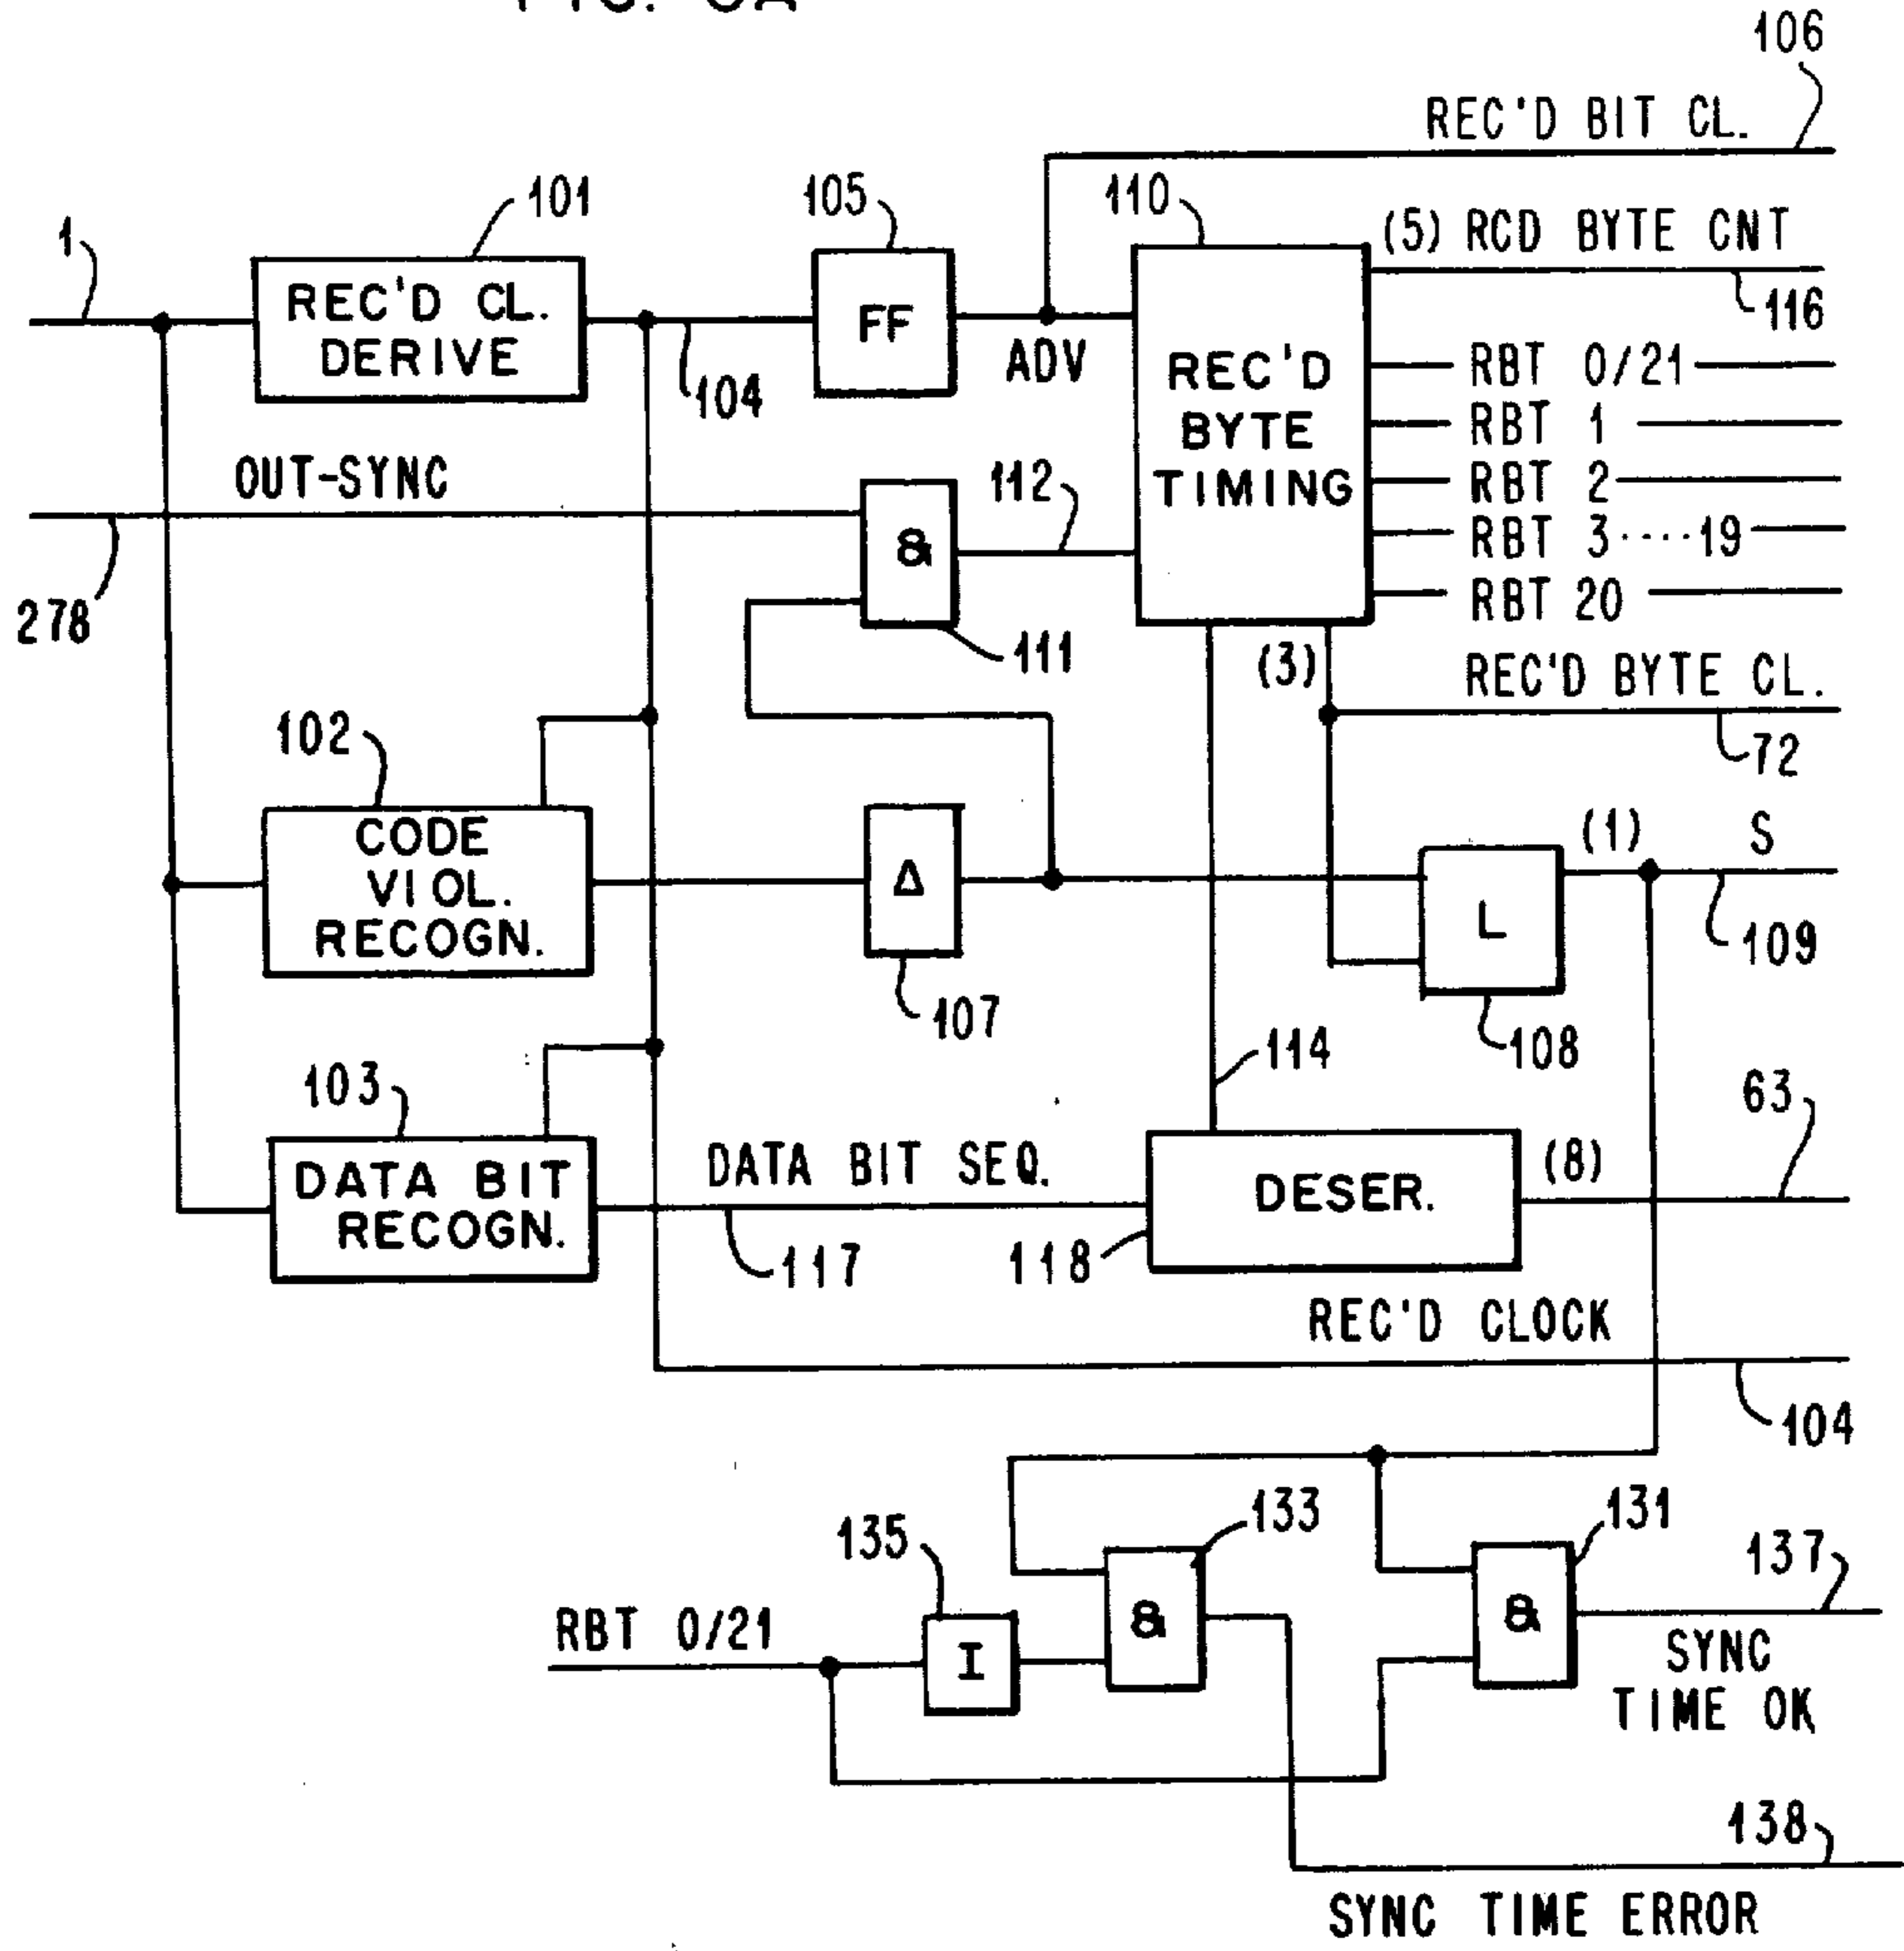 106
REC'D BIT CL.
1
101
105
110
(5) RCD BYTE CNT
REC'D CL.
DERIVE
FF
ADV
104
116
REC'D
BYTE
TIMING
RBT 0/21
RBT 1
RBT 2
RBT 3····19
RBT 20
OUT-SYNC
278
&
112
111
(3)
REC'D BYTE CL.
72
102
CODE
VIOL.
RECOGN.
Δ
107
L
108
(1) S
109
114
103
DATA BIT
RECOGN.
DATA BIT SEQ.
117
118
DESER.
(8)
63
REC'D CLOCK
104
135
133
131
137
RBT 0/21
I
&
&
SYNC
TIME OK
138
SYNC TIME ERROR